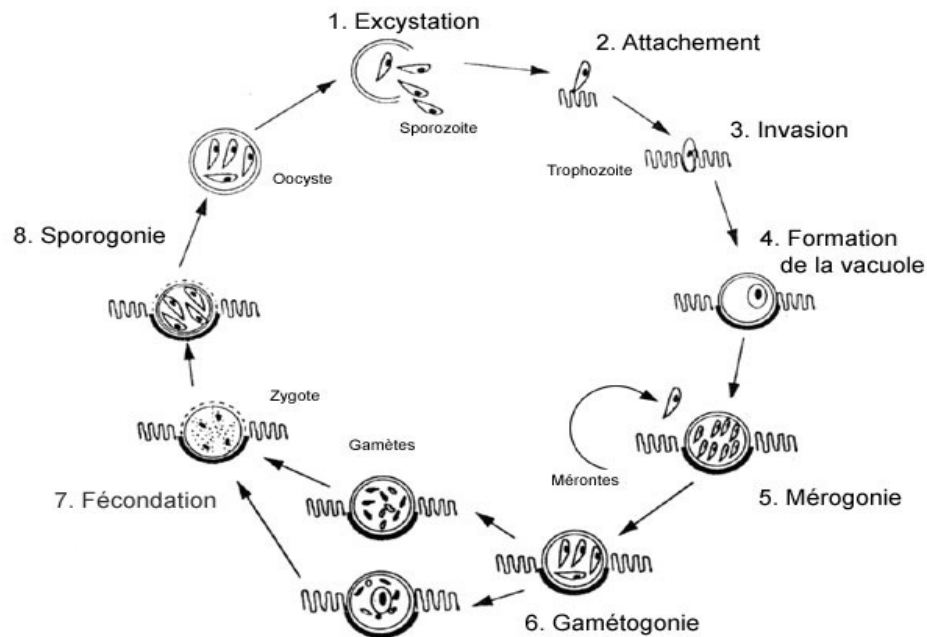 1. Excystation
2. Attachement
Sporozoite
3. Invasion
Trophozoite
Oocyste
8. Sporogonie
4. Formation
de la vacuole
Zygote
Gamètes
Mérontes
5. Mérogonie
7. Fécondation
6. Gamétogonie